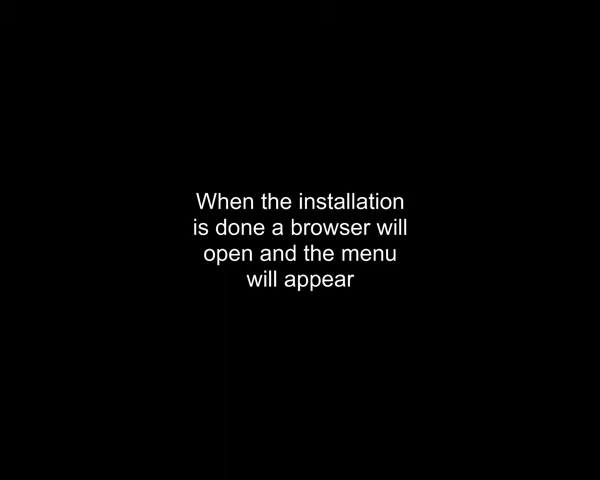 When the installation
is done a browser will
open and the menu
will appear